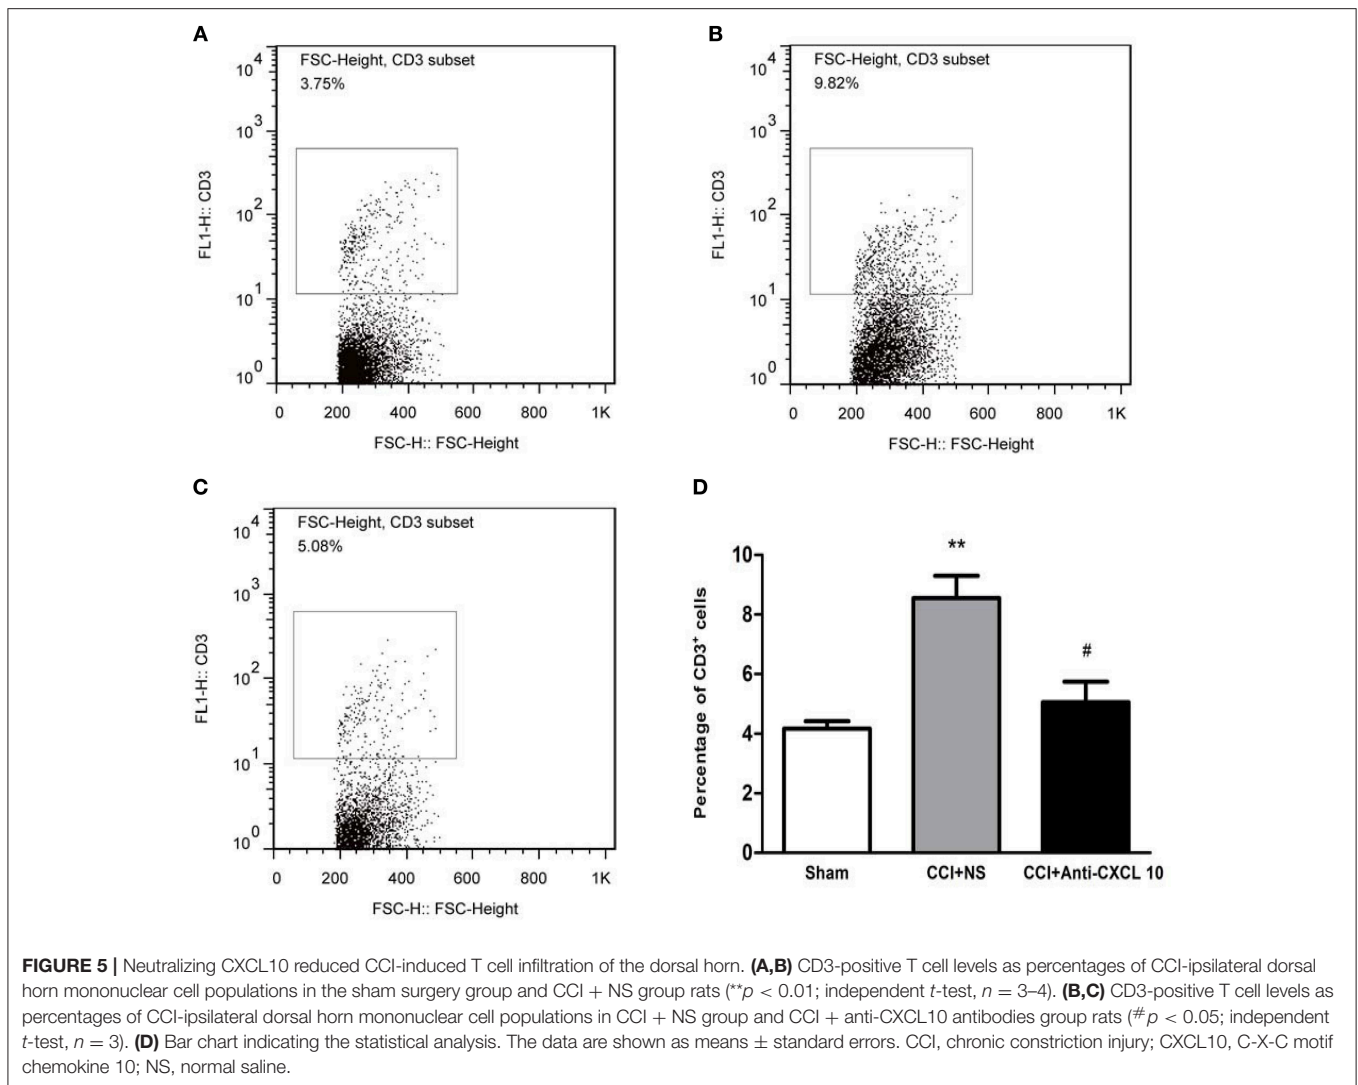 A
FSC-Height, CD3 subset
3.75%
10^4
10^3
10^2
10^1
10^0
FL1-H:: CD3
0 200 400 600 800 1K
FSC-H:: FSC-Height
B
FSC-Height, CD3 subset
9.82%
10^4
10^3
10^2
10^1
10^0
FL1-H:: CD3
0 200 400 600 800 1K
FSC-H:: FSC-Height
C
FSC-Height, CD3 subset
5.08%
10^4
10^3
10^2
10^1
10^0
FL1-H:: CD3
0 200 400 600 800 1K
FSC-H:: FSC-Height
D
Percentage of CD3⁺ cells
10
8
6
4
2
0
**
#
Sham CCI+NS CCI+Anti-CXCL 10
FIGURE 5 | Neutralizing CXCL10 reduced CCI-induced T cell infiltration of the dorsal horn. (A,B) CD3-positive T cell levels as percentages of CCI-ipsilateral dorsal
horn mononuclear cell populations in the sham surgery group and CCI + NS group rats (**p < 0.01; independent t-test, n = 3–4). (B,C) CD3-positive T cell levels as
percentages of CCI-ipsilateral dorsal horn mononuclear cell populations in CCI + NS group and CCI + anti-CXCL10 antibodies group rats (#p < 0.05; independent
t-test, n = 3). (D) Bar chart indicating the statistical analysis. The data are shown as means ± standard errors. CCI, chronic constriction injury; CXCL10, C-X-C motif
chemokine 10; NS, normal saline.